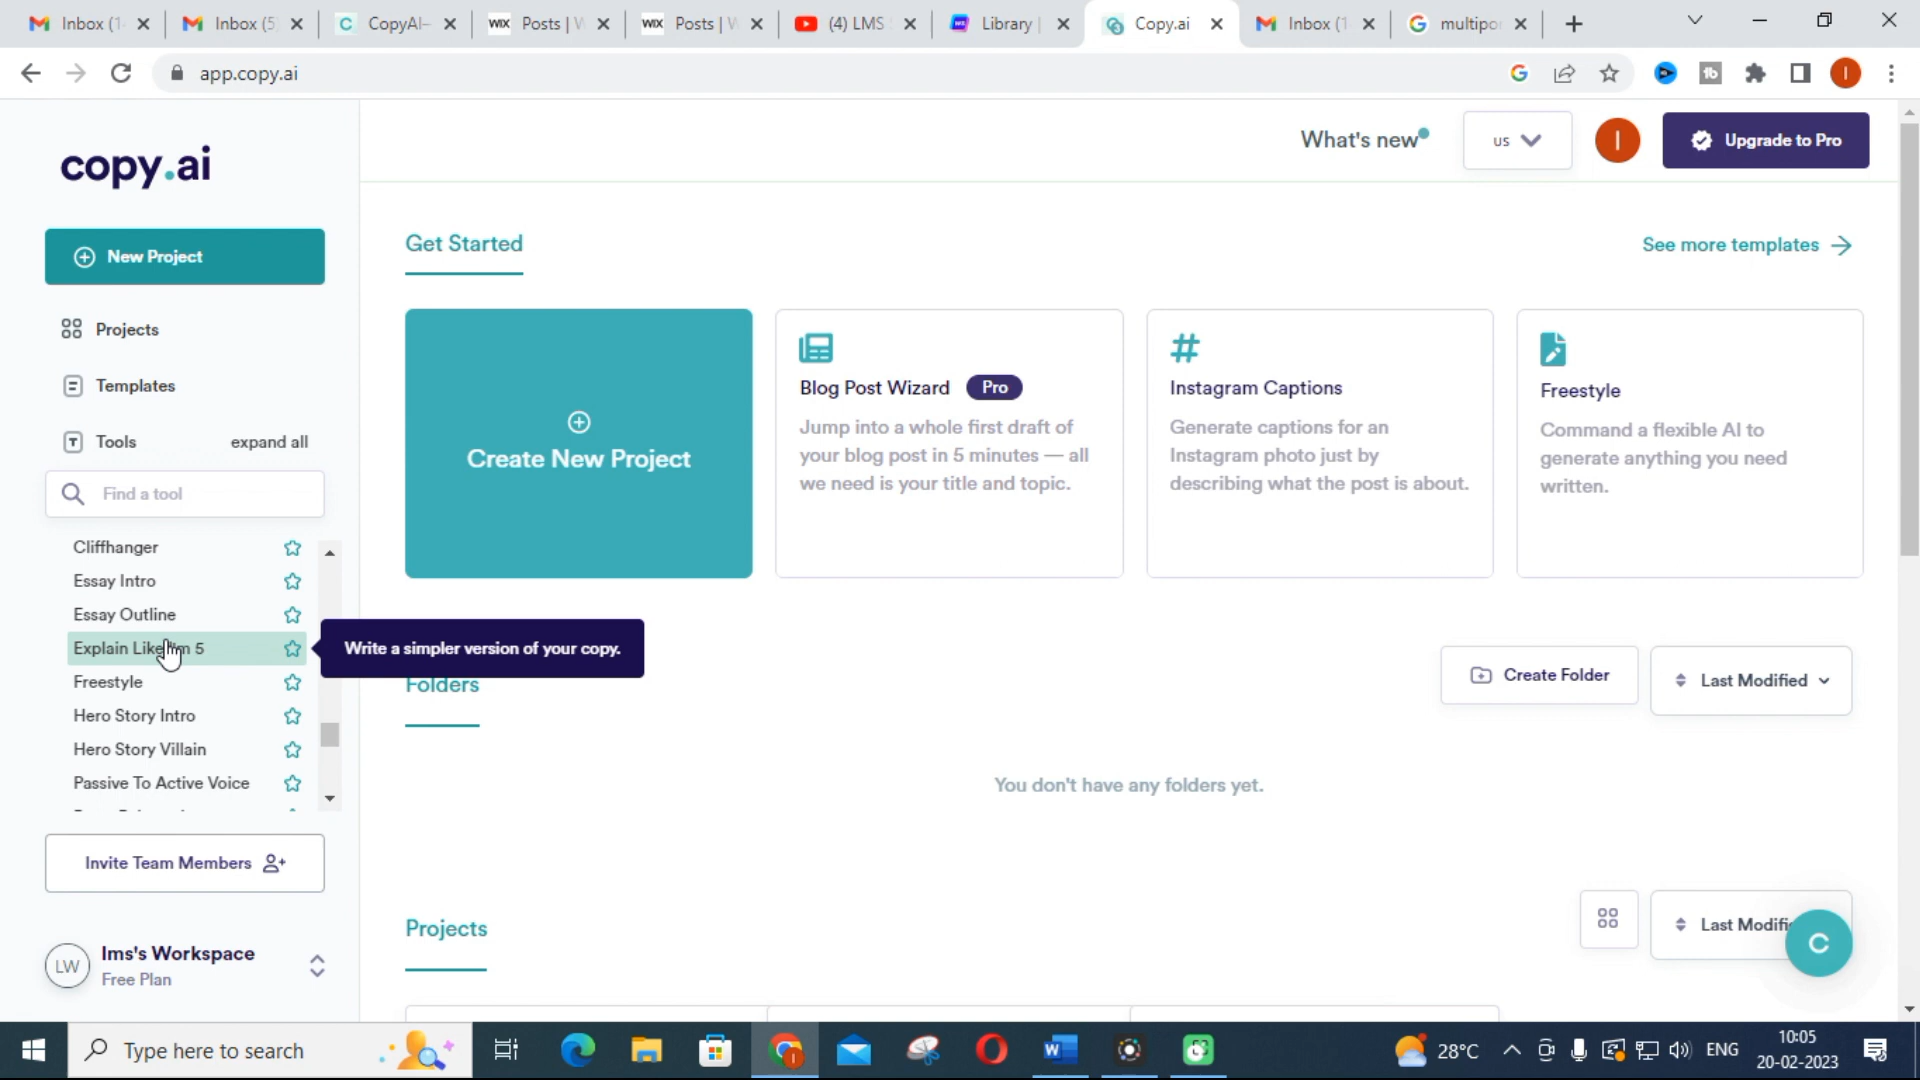 Inbox (1
Inbox (5
CopyAI-
WIX Posts | W
WIX Posts | W
(4) LMS
Library |
Copy.ai
Inbox (1
multipor
app.copy.ai
copy.ai
What's new
us
I
Upgrade to Pro
New Project
Projects
Templates
Tools
expand all
Find a tool
Cliffhanger
Essay Intro
Essay Outline
Explain Like I'm 5
Freestyle
Hero Story Intro
Hero Story Villain
Passive To Active Voice
Invite Team Members
LW
lms's Workspace
Free Plan
Get Started
See more templates
Create New Project
Blog Post Wizard Pro
Jump into a whole first draft of
your blog post in 5 minutes — all
we need is your title and topic.
Instagram Captions
Generate captions for an
Instagram photo just by
describing what the post is about.
Freestyle
Command a flexible AI to
generate anything you need
written.
Write a simpler version of your copy.
Folders
Create Folder
Last Modified
You don't have any folders yet.
Projects
Last Modifi
C
Type here to search
28°C
ENG
10:05
20-02-2023